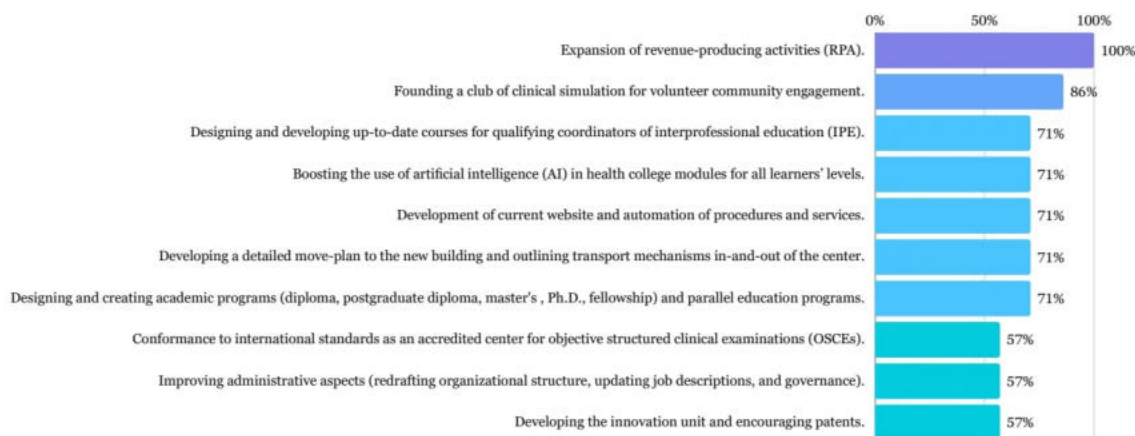 0% 50% 100%
Expansion of revenue-producing activities (RPA). 100%
Founding a club of clinical simulation for volunteer community engagement. 86%
Designing and developing up-to-date courses for qualifying coordinators of interprofessional education (IPE). 71%
Boosting the use of artificial intelligence (AI) in health college modules for all learners' levels. 71%
Development of current website and automation of procedures and services. 71%
Developing a detailed move-plan to the new building and outlining transport mechanisms in-and-out of the center. 71%
Designing and creating academic programs (diploma, postgraduate diploma, master's , Ph.D., fellowship) and parallel education programs. 71%
Conformance to international standards as an accredited center for objective structured clinical examinations (OSCEs). 57%
Improving administrative aspects (redrafting organizational structure, updating job descriptions, and governance). 57%
Developing the innovation unit and encouraging patents. 57%